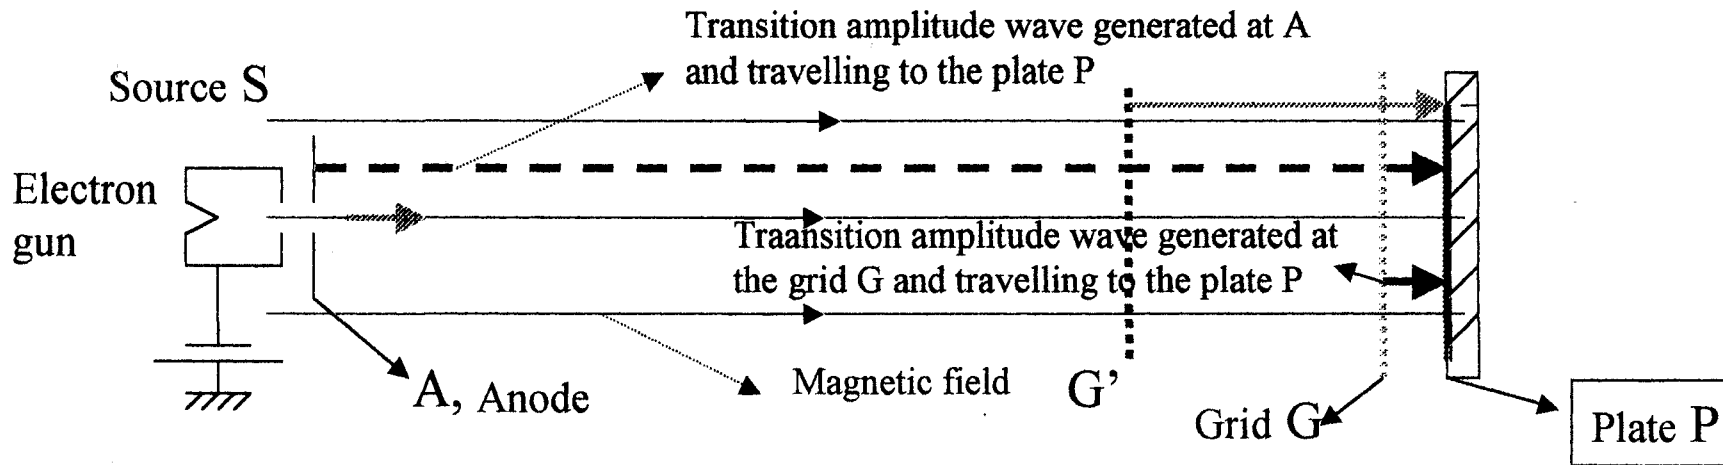 Transition amplitude wave generated at A
and travelling to the plate P
Source S
Electron
gun
Traansition amplitude wave generated at
the grid G and travelling to the plate P
A, Anode
Magnetic field
G'
Grid G
Plate P